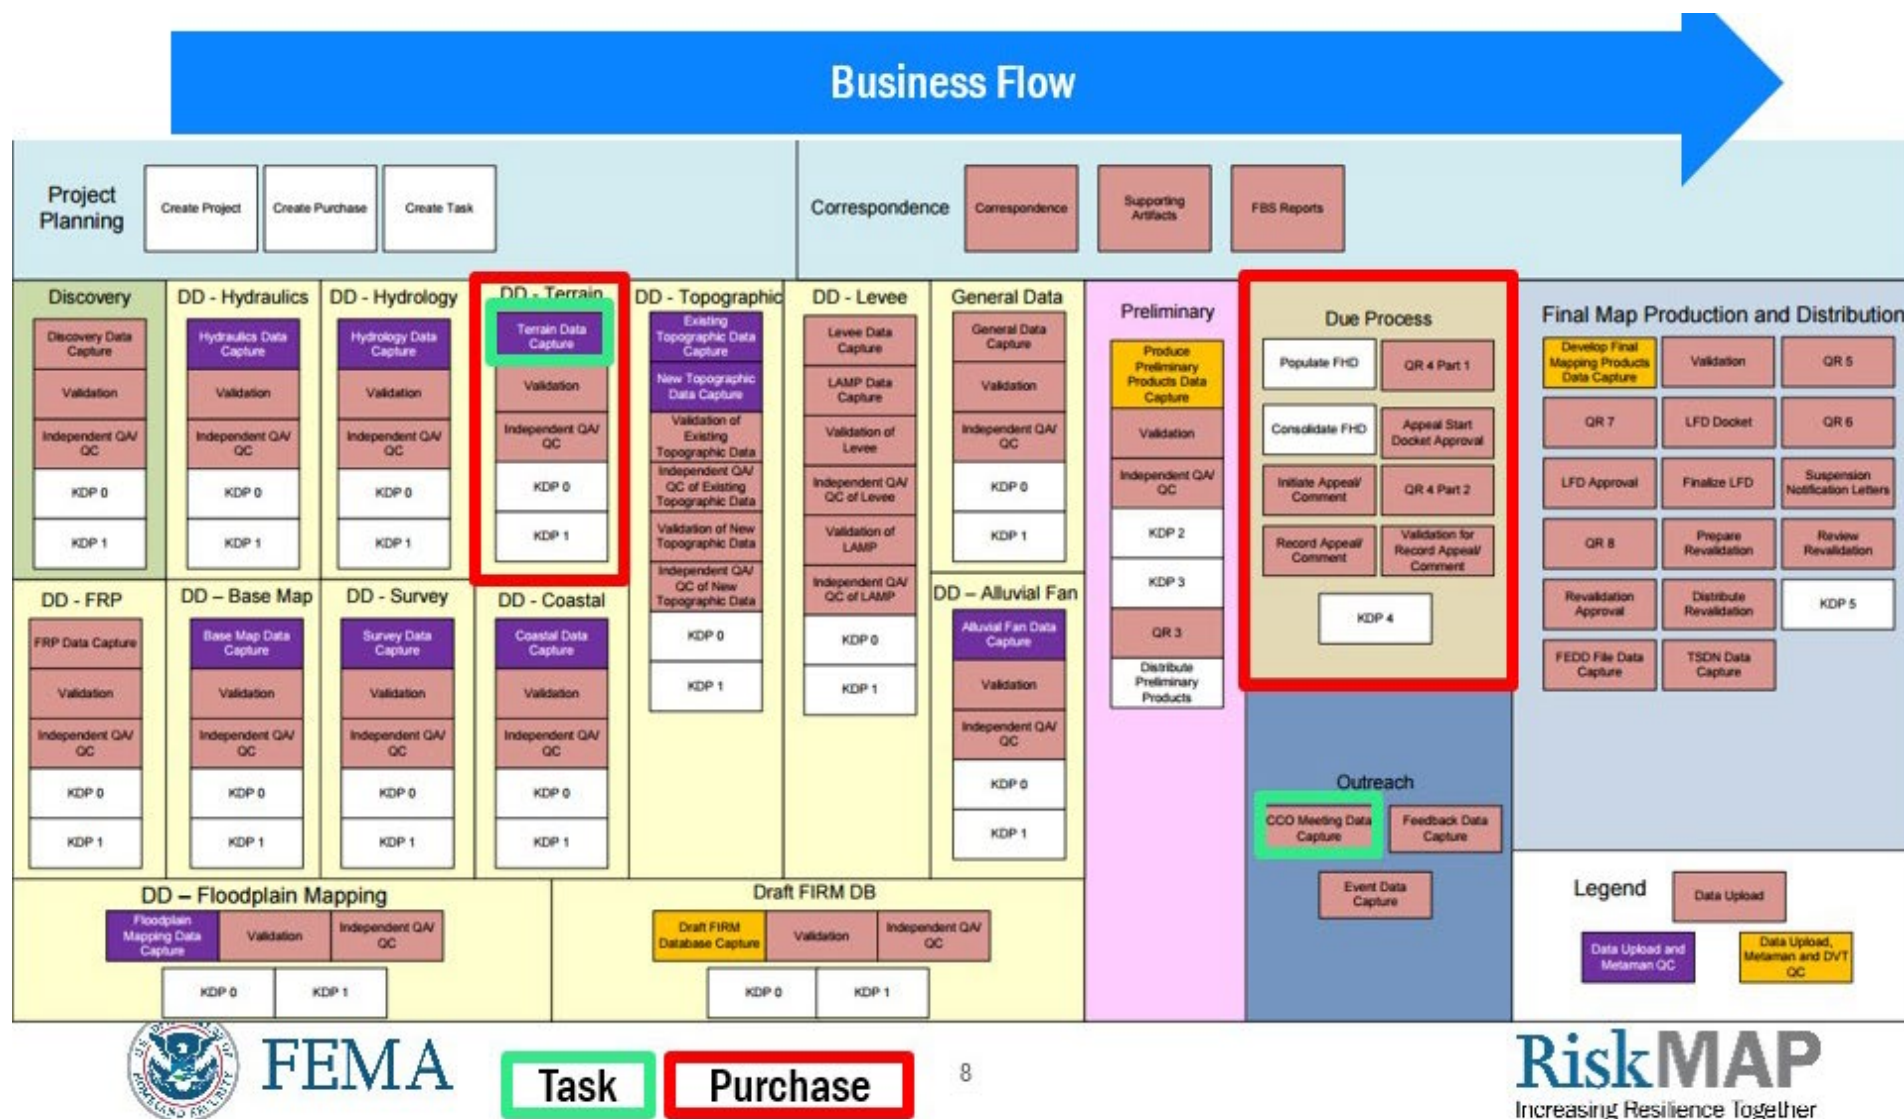 Business Flow
Project
Planning
Create Project
Create Purchase
Create Task
Correspondence
Correspondence
Supporting
Artifacts
FBS Reports
Discovery
Discovery Data
Capture
Validation
Independent QA/
QC
KDP 0
KDP 1
DD - Hydraulics
Hydraulics Data
Capture
Validation
Independent QA/
QC
KDP 0
KDP 1
DD - Hydrology
Hydrology Data
Capture
Validation
Independent QA/
QC
KDP 0
KDP 1
DD - Terrain
Terrain Data
Capture
Validation
Independent QA/
QC
KDP 0
KDP 1
DD - Topographic
Existing
Topographic Data
Capture
New Topographic
Data Capture
Validation of
Existing
Topographic Data
Independent QA/
QC of Existing
Topographic Data
Validation of New
Topographic Data
Independent QA/
QC of New
Topographic Data
KDP 0
KDP 1
DD - Levee
Levee Data
Capture
LAMP Data
Capture
Validation of
Levee
Independent QA/
QC of Levee
Validation of
LAMP
Independent QA/
QC of LAMP
KDP 0
KDP 1
General Data
General Data
Capture
Validation
Independent QA/
QC
KDP 0
KDP 1
Preliminary
Produce
Preliminary
Products Data
Capture
Validation
Independent QA/
QC
KDP 2
KDP 3
QR 3
Distribute
Preliminary
Products
Due Process
Populate FHD
QR 4 Part 1
Consolidate FHD
Appeal Start
Docket Approval
Initiate Appeal/
Comment
QR 4 Part 2
Record Appeal/
Comment
Validation for
Record Appeal/
Comment
KDP 4
Final Map Production and Distribution
Develop Final
Mapping Products
Data Capture
Validation
QR 5
QR 7
LFD Docket
QR 6
LFD Approval
Finalize LFD
Suspension
Notification Letters
QR 8
Prepare
Revalidation
Review
Revalidation
Revalidation
Approval
Distribute
Revalidation
KDP 5
FEDD File Data
Capture
TSDN Data
Capture
DD - FRP
FRP Data Capture
Validation
Independent QA/
QC
KDP 0
KDP 1
DD – Base Map
Base Map Data
Capture
Validation
Independent QA/
QC
KDP 0
KDP 1
DD - Survey
Survey Data
Capture
Validation
Independent QA/
QC
KDP 0
KDP 1
DD - Coastal
Coastal Data
Capture
Validation
Independent QA/
QC
KDP 0
KDP 1
DD – Alluvial Fan
Alluvial Fan Data
Capture
Validation
Independent QA/
QC
KDP 0
KDP 1
Outreach
CCO Meeting Data
Capture
Feedback Data
Capture
Event Data
Capture
DD – Floodplain Mapping
Floodplain
Mapping Data
Capture
Validation
Independent QA/
QC
KDP 0
KDP 1
Draft FIRM DB
Draft FIRM
Database Capture
Validation
Independent QA/
QC
KDP 0
KDP 1
Legend
Data Upload
Data Upload and
Metaman QC
Data Upload,
Metaman and DVT
QC
FEMA
Task
Purchase
8
RiskMAP
Increasing Resilience Together